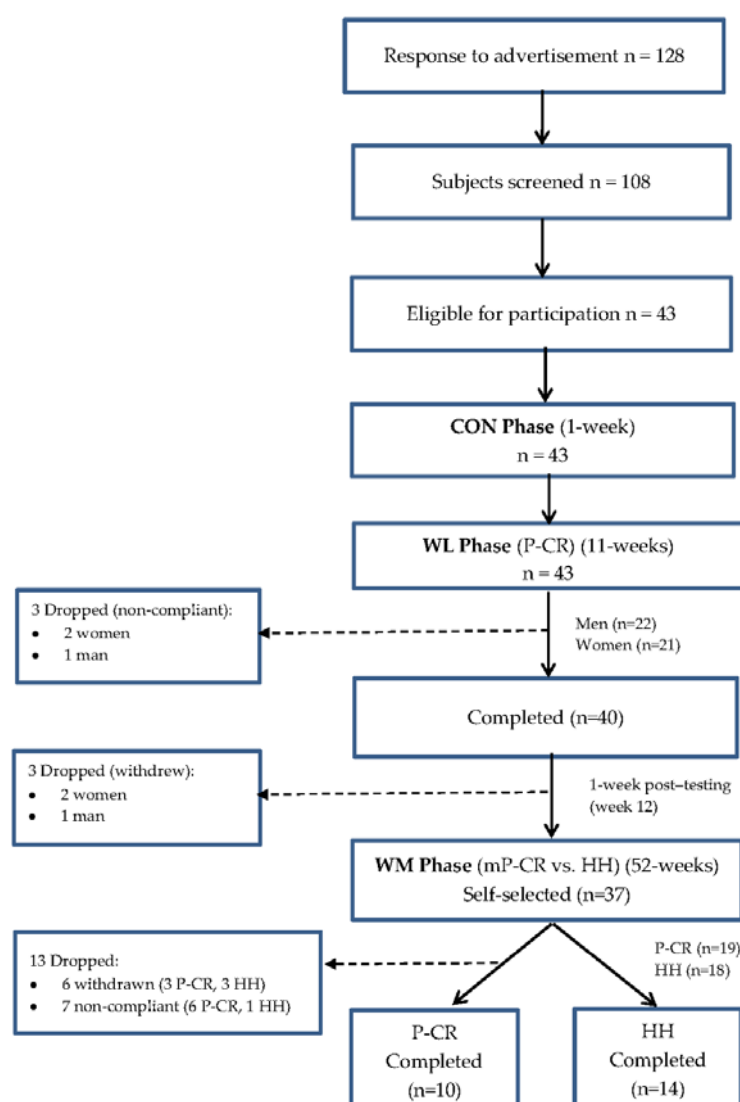 Response to advertisement n = 128
Subjects screened n = 108
Eligible for participation n = 43
CON Phase (1-week)
n = 43
WL Phase (P-CR) (11-weeks)
n = 43
3 Dropped (non-compliant):
• 2 women
• 1 man
Men (n=22)
Women (n=21)
Completed (n=40)
3 Dropped (withdrew):
• 2 women
• 1 man
1-week post–testing
(week 12)
WM Phase (mP-CR vs. HH) (52-weeks)
Self-selected (n=37)
13 Dropped:
• 6 withdrawn (3 P-CR, 3 HH)
• 7 non-compliant (6 P-CR, 1 HH)
P-CR (n=19)
HH (n=18)
P-CR
Completed
(n=10)
HH
Completed
(n=14)